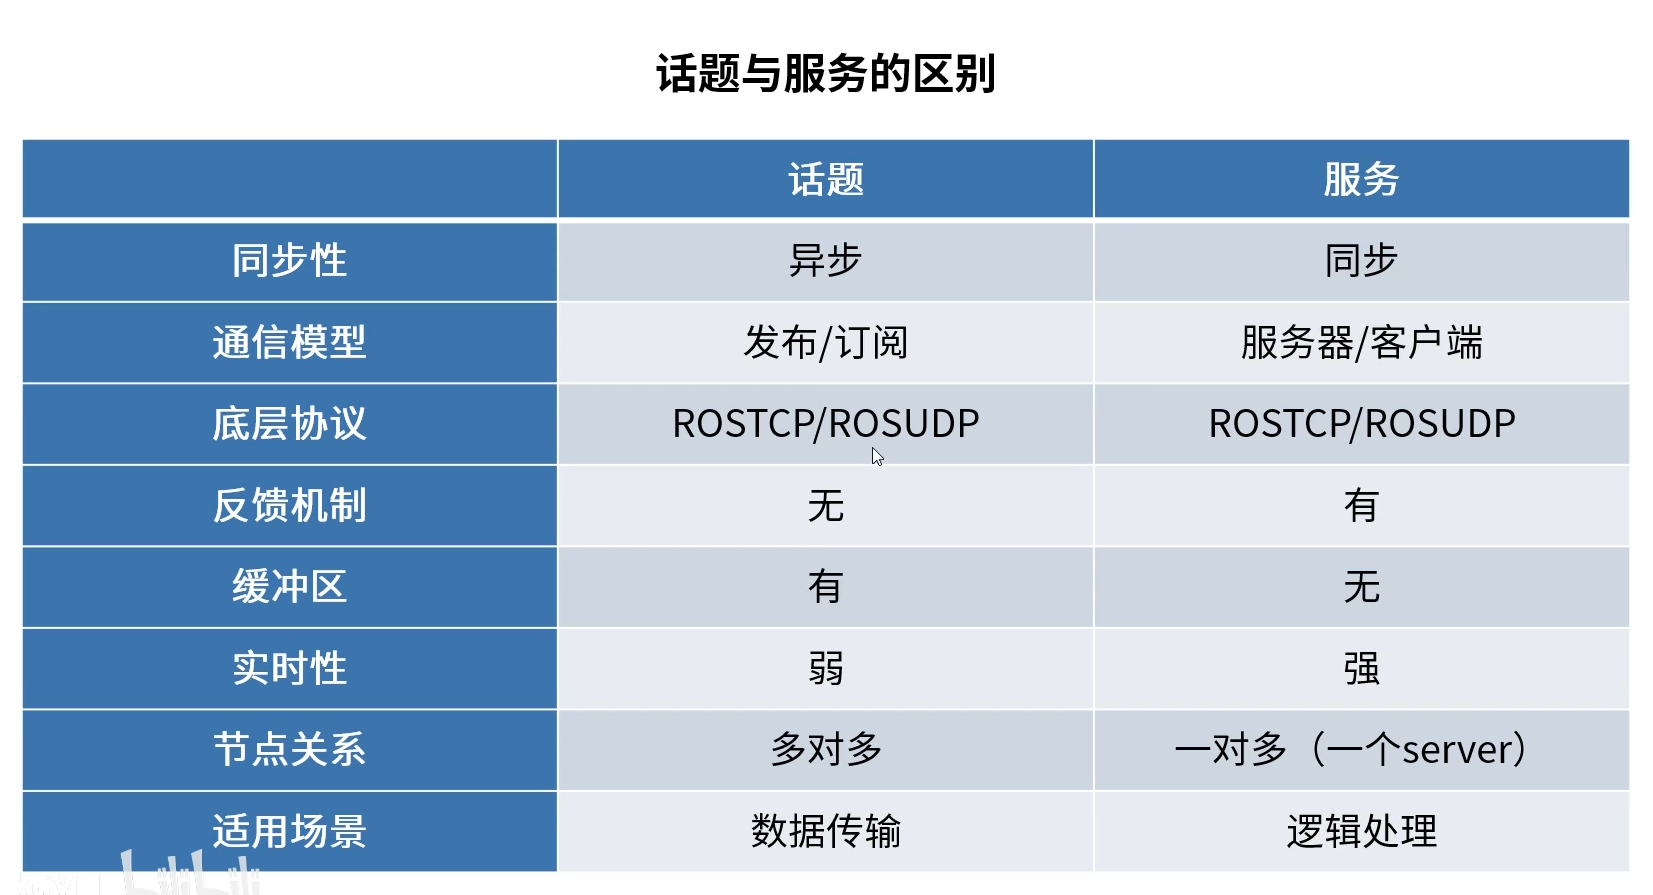 话题与服务的区别
话题 服务
同步性 异步 同步
通信模型 发布/订阅 服务器/客户端
底层协议 ROSTCP/ROSUDP ROSTCP/ROSUDP
反馈机制 无 有
缓冲区 有 无
实时性 弱 强
节点关系 多对多 一对多（一个server）
适用场景 数据传输 逻辑处理